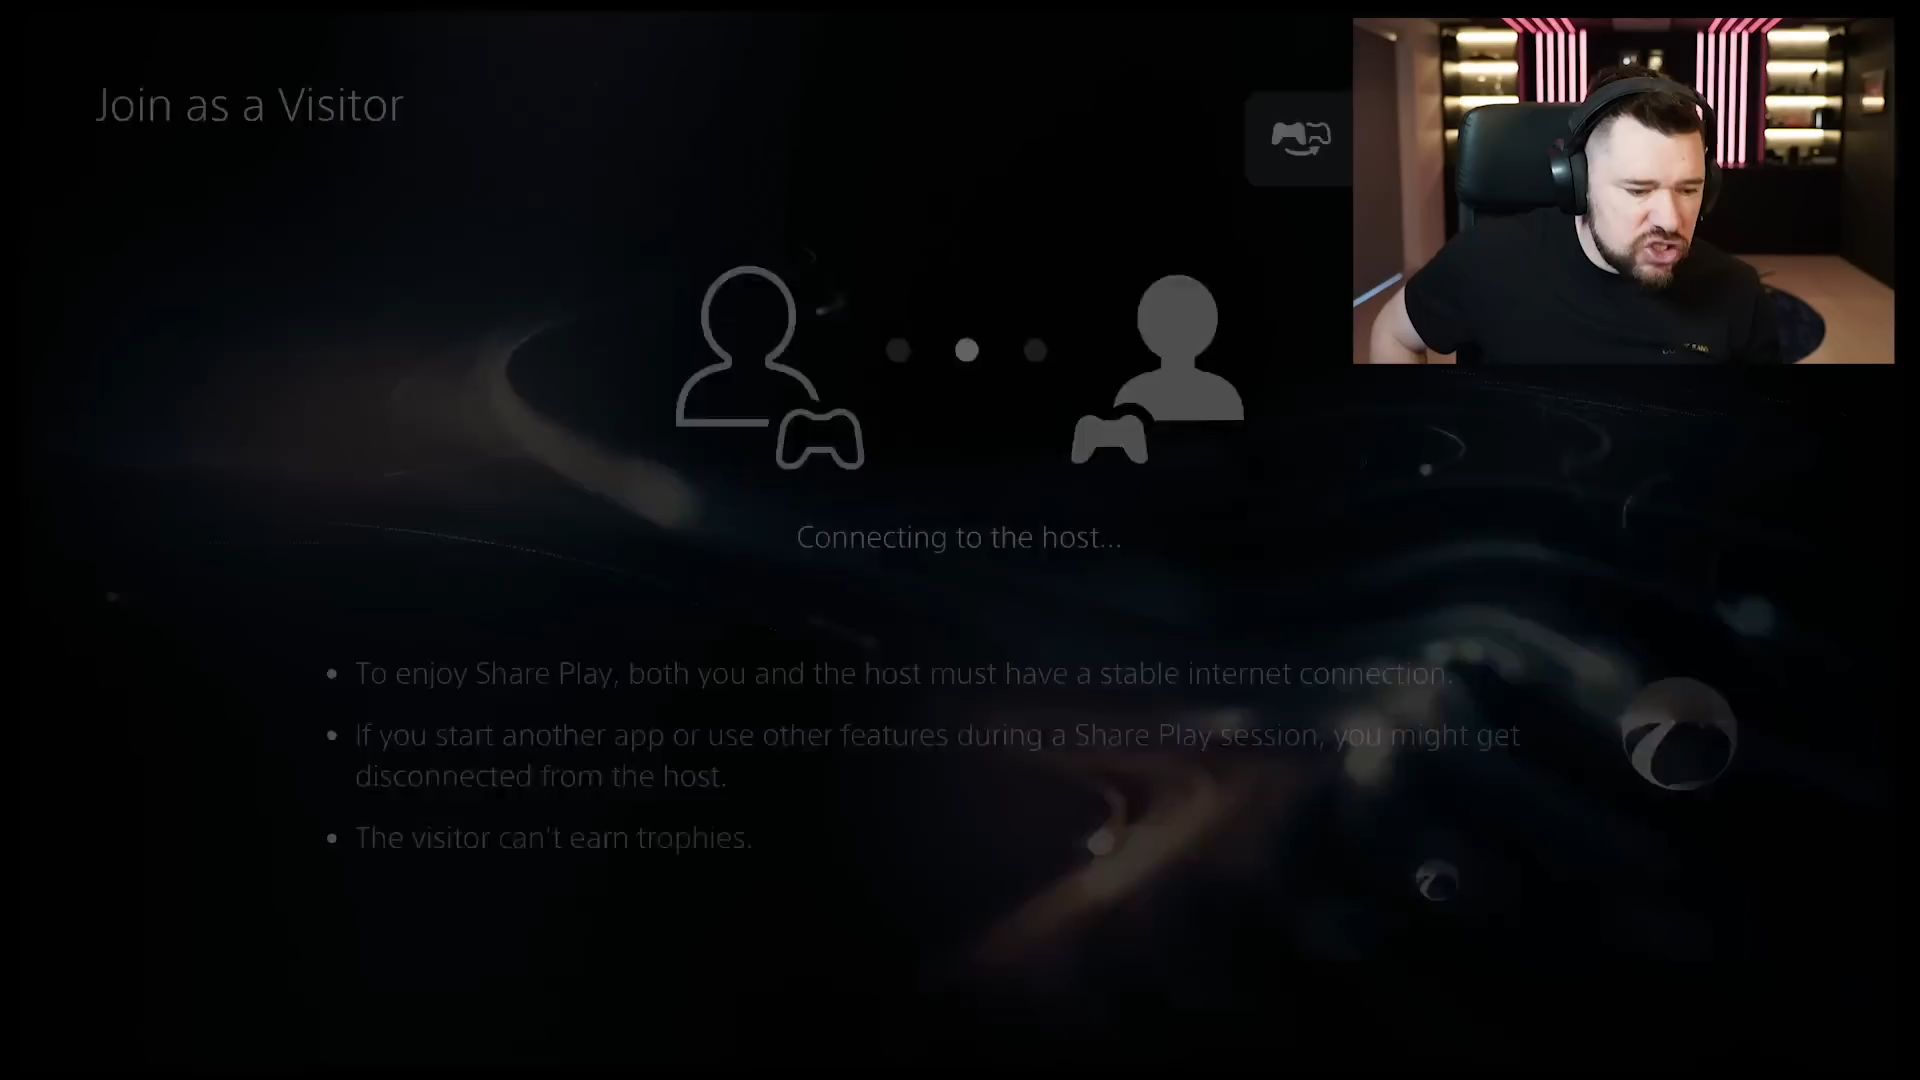 Join as a Visitor
Connecting to the host...
• To enjoy Share Play, both you and the host must have a stable internet connection.
• If you start another app or use other features during a Share Play session, you might get
disconnected from the host.
• The visitor can't earn trophies.